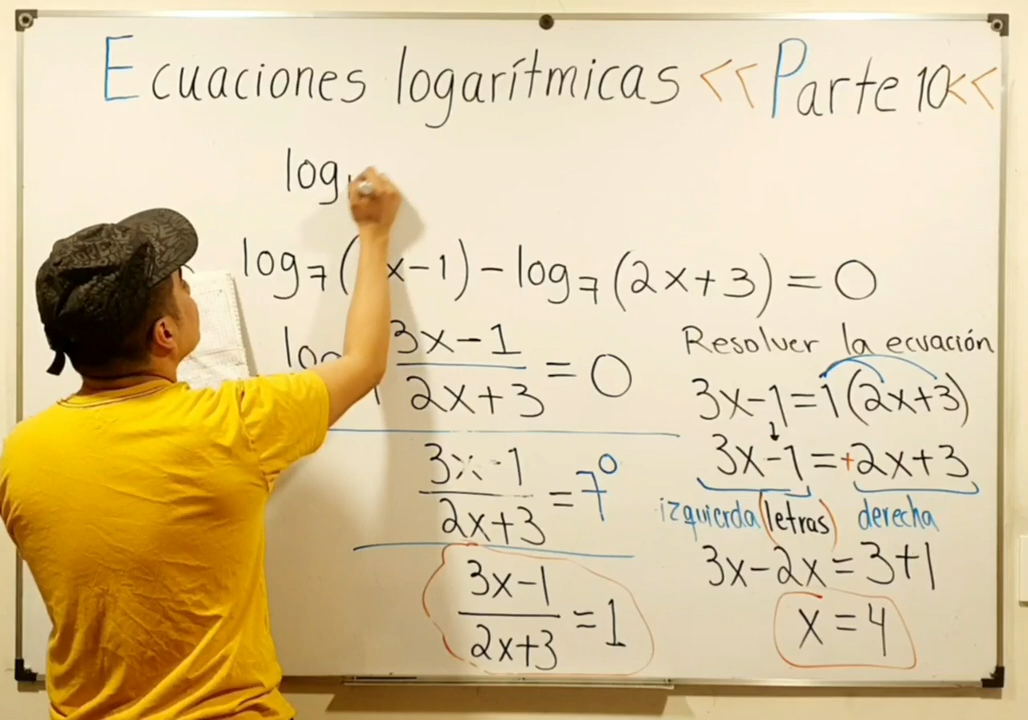 Ecuaciones logarítmicas << Parte 10 <<
log
log₇ ( x-1) - log₇ (2x+3) = 0
Resolver la ecuación
3x-1 / 2x+3 = 0
3x-1 / 2x+3 = 7⁰
3x-1 / 2x+3 = 1
3x-1 = 1(2x+3)
3x-1 = +2x+3
izquierda (letras) derecha
3x-2x = 3+1
x = 4